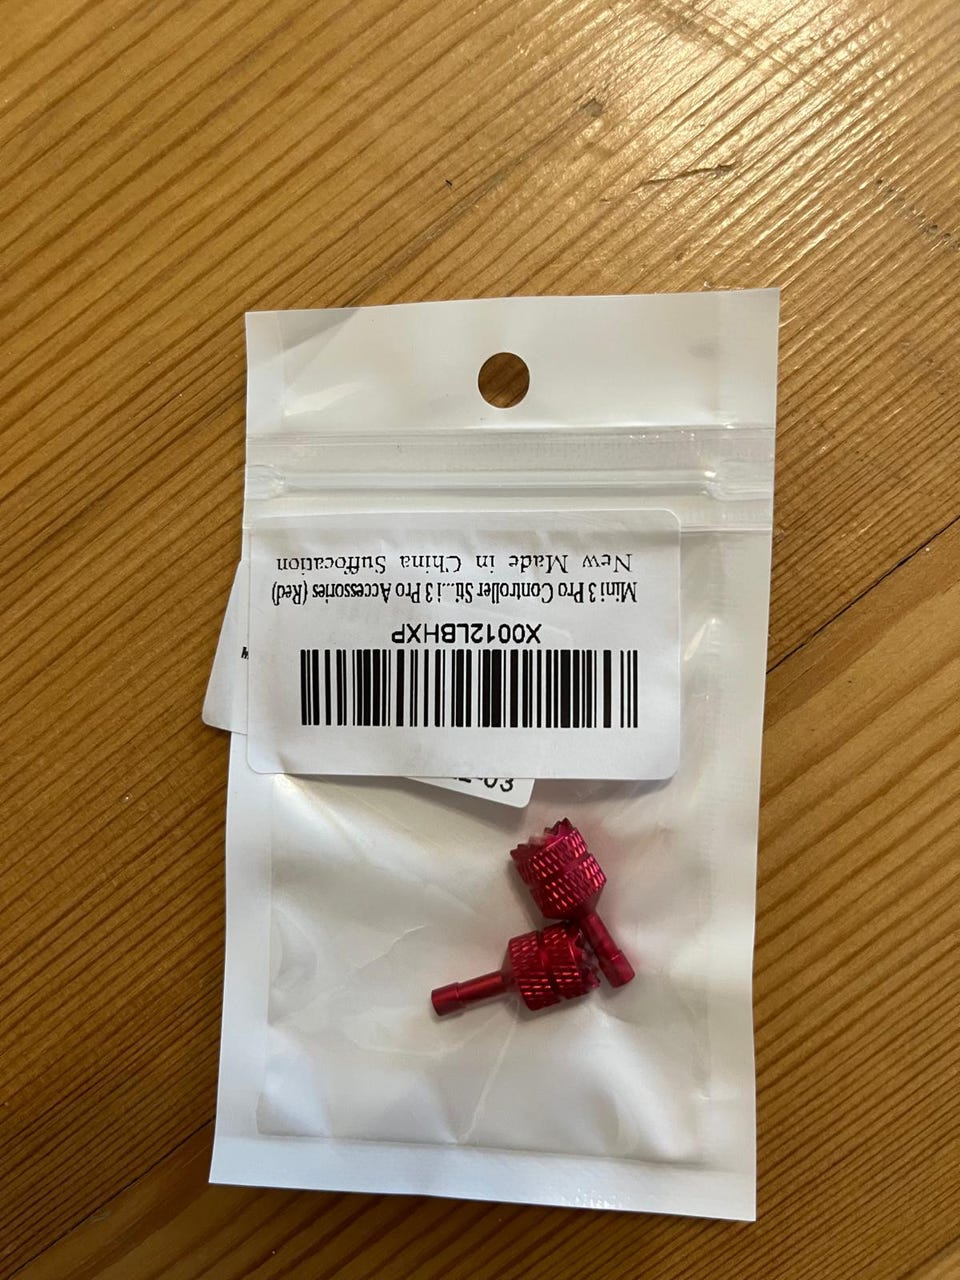 X0012LBHXP
Mini 3 Pro Controller Sti...i 3 Pro Accessories (Red)
New Made in China Suffocation